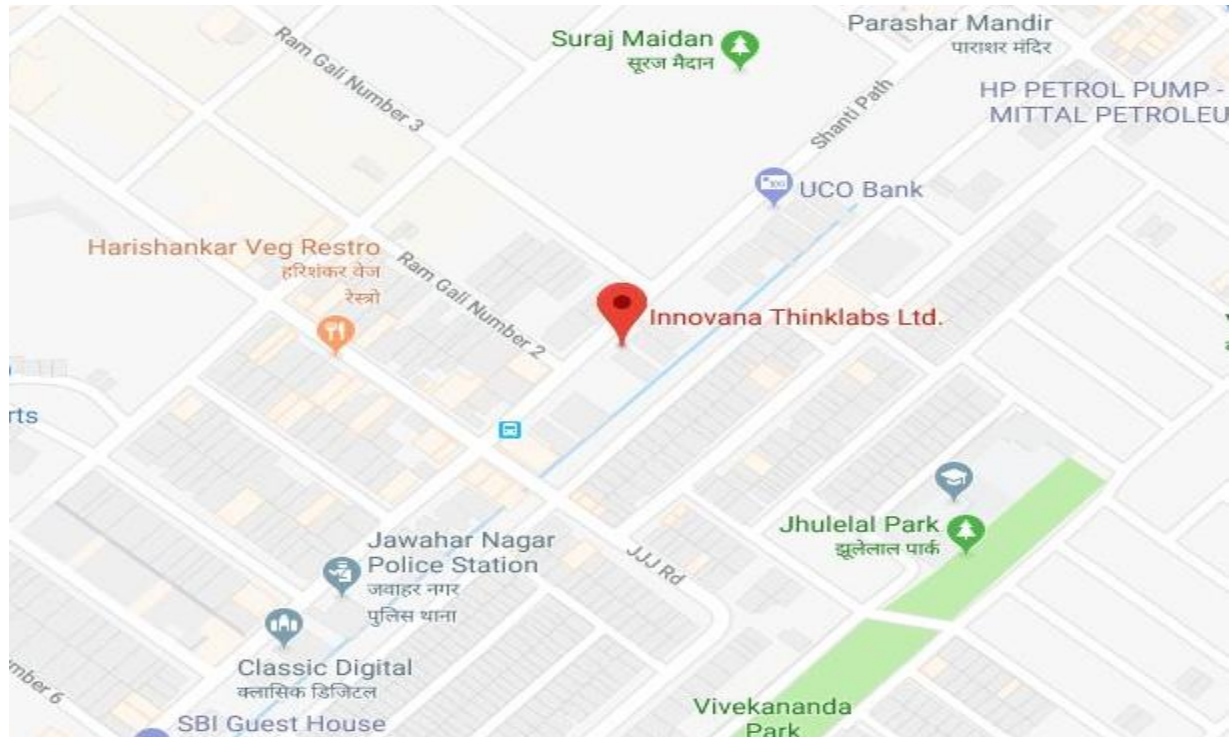 Ram Gali Number 3
Suraj Maidan
सूरज मैदान
Parashar Mandir
पाराशर मंदिर
HP PETROL PUMP -
MITTAL PETROLEU
Shanti Path
UCO Bank
Harishankar Veg Restro
हरिशंकर वेज
रेस्त्रो
Ram Gali Number 2
Innovana Thinklabs Ltd.
rts
Jhulelal Park
झूलेलाल पार्क
JJJ Rd
Jawahar Nagar
Police Station
जवाहर नगर
पुलिस थाना
Classic Digital
क्लासिक डिजिटल
mber 6
SBI Guest House
Vivekananda
Park